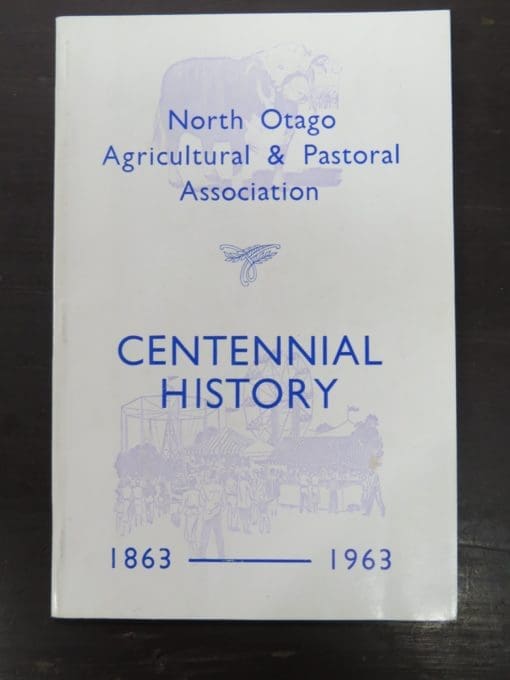 North Otago
Agricultural & Pastoral
Association
CENTENNIAL
HISTORY
1863 — 1963